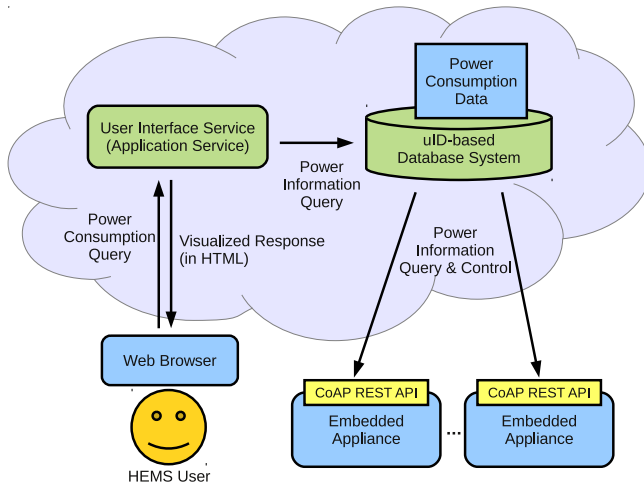 Power
Consumption
Data
User Interface Service
(Application Service)
uID-based
Database System
Power
Information
Query
Power
Consumption
Query
Visualized Response
(in HTML)
Power
Information
Query & Control
Web Browser
HEMS User
CoAP REST API
Embedded
Appliance
...
CoAP REST API
Embedded
Appliance